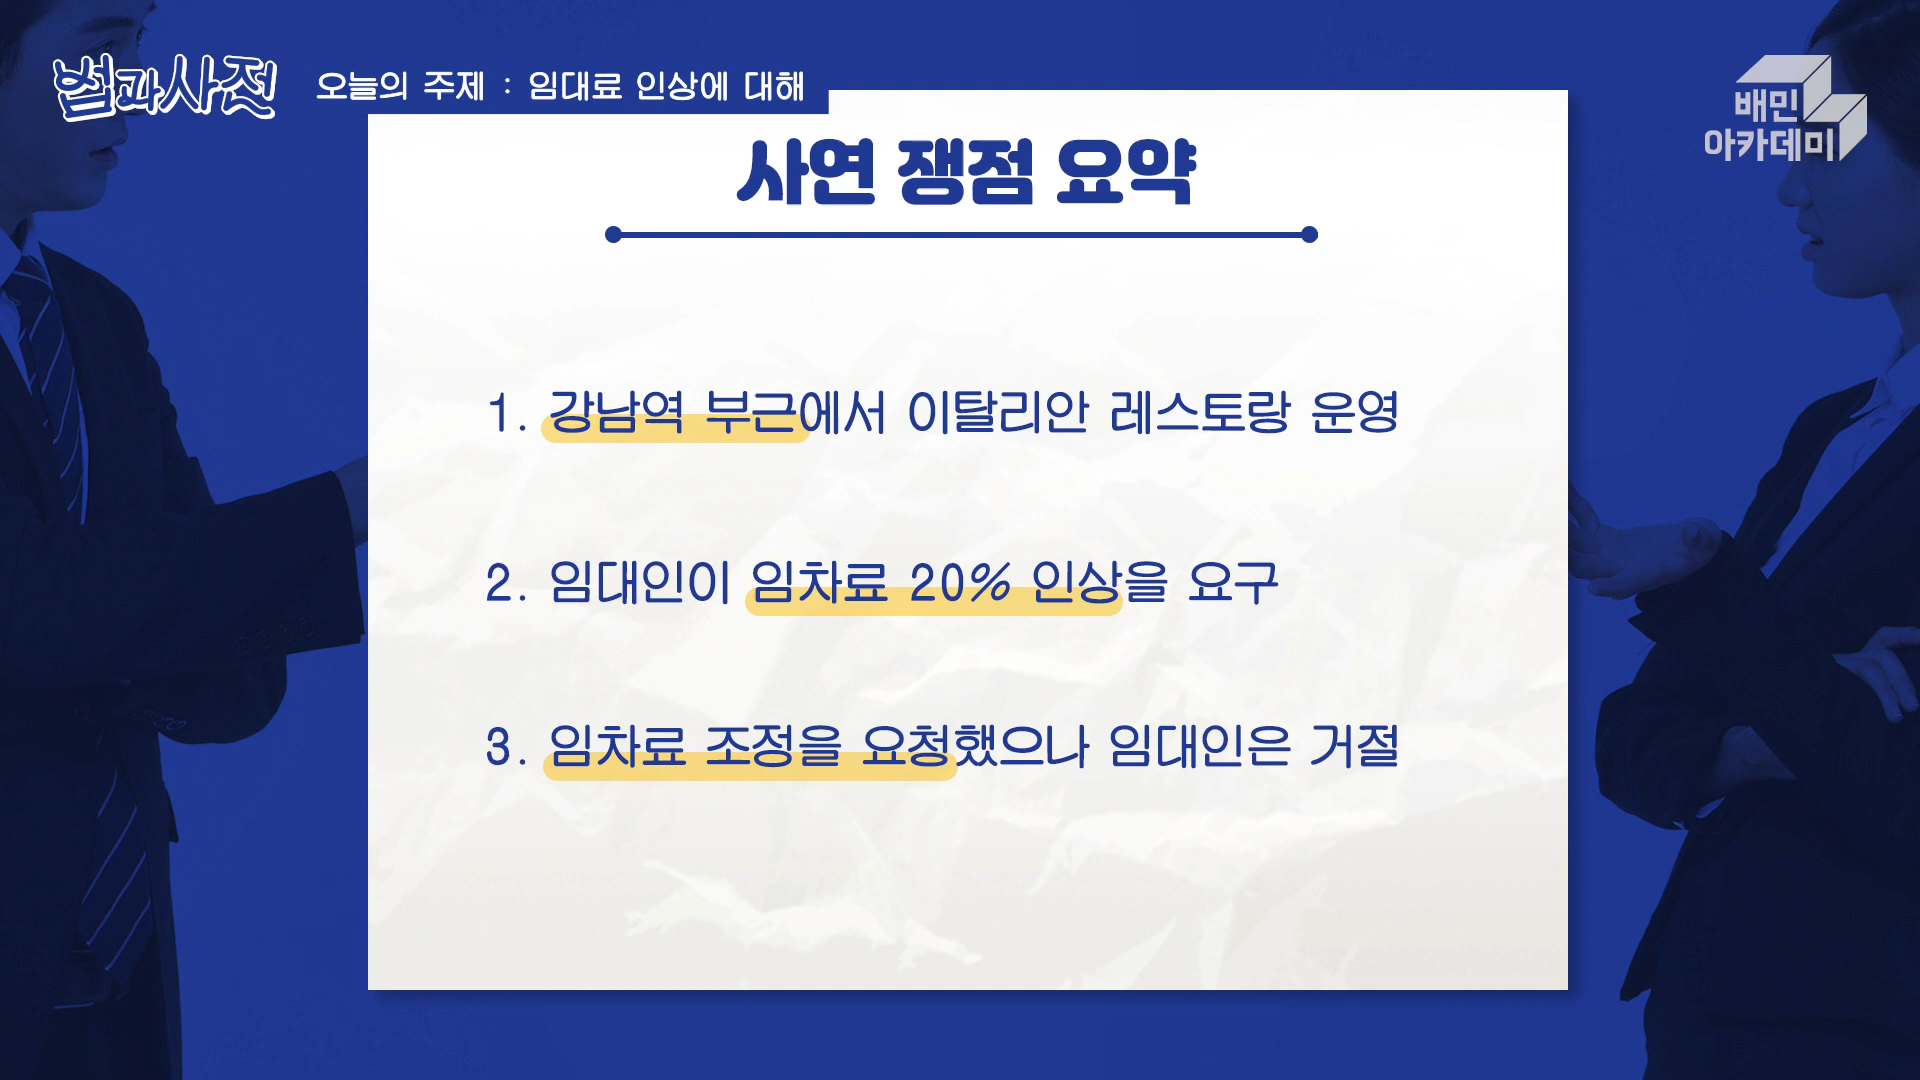 법과사전
오늘의 주제 : 임대료 인상에 대해
배민
아카데미
사연 쟁점 요약
1. 강남역 부근에서 이탈리안 레스토랑 운영
2. 임대인이 임차료 20% 인상을 요구
3. 임차료 조정을 요청했으나 임대인은 거절